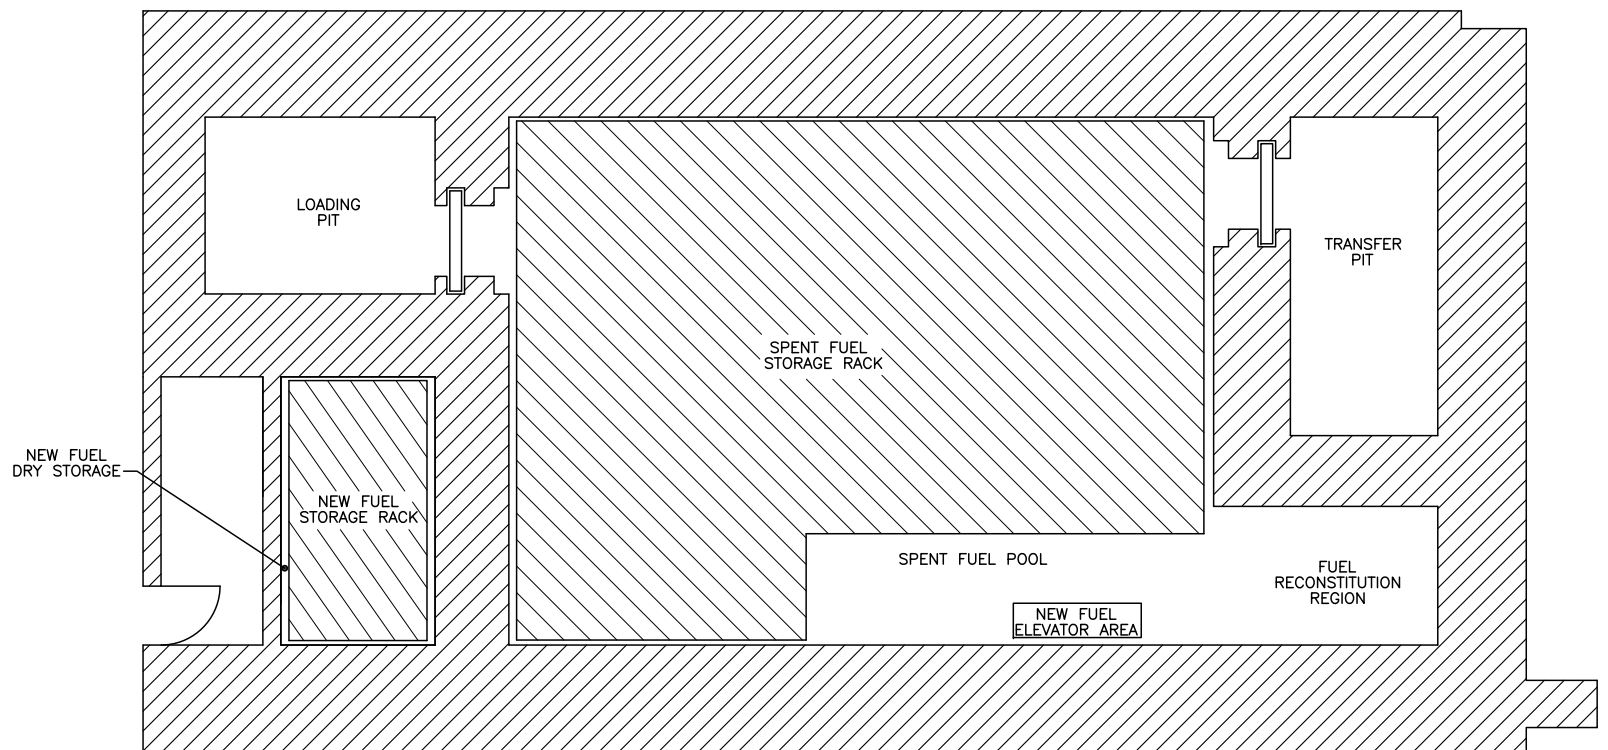 LOADING
PIT
TRANSFER
PIT
SPENT FUEL
STORAGE RACK
NEW FUEL
DRY STORAGE
NEW FUEL
STORAGE RACK
SPENT FUEL POOL
FUEL
RECONSTITUTION
REGION
NEW FUEL
ELEVATOR AREA